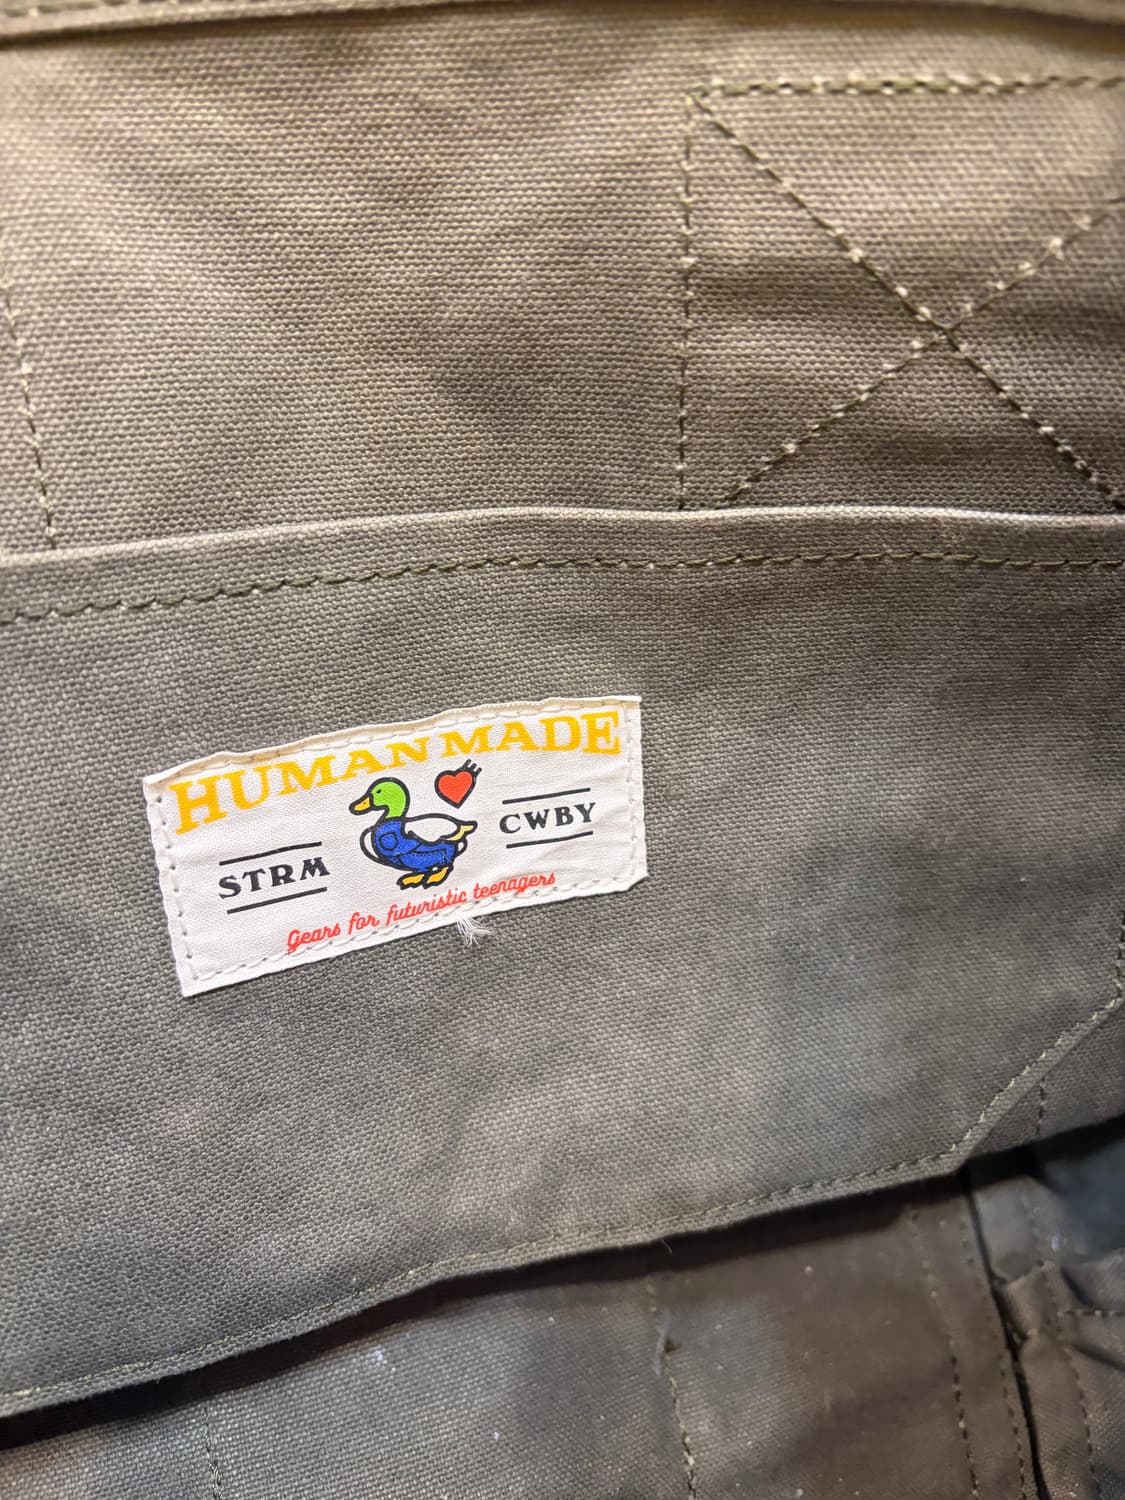 HUMAN MADE
STRM CWBY
Gears for futuristic teenagers